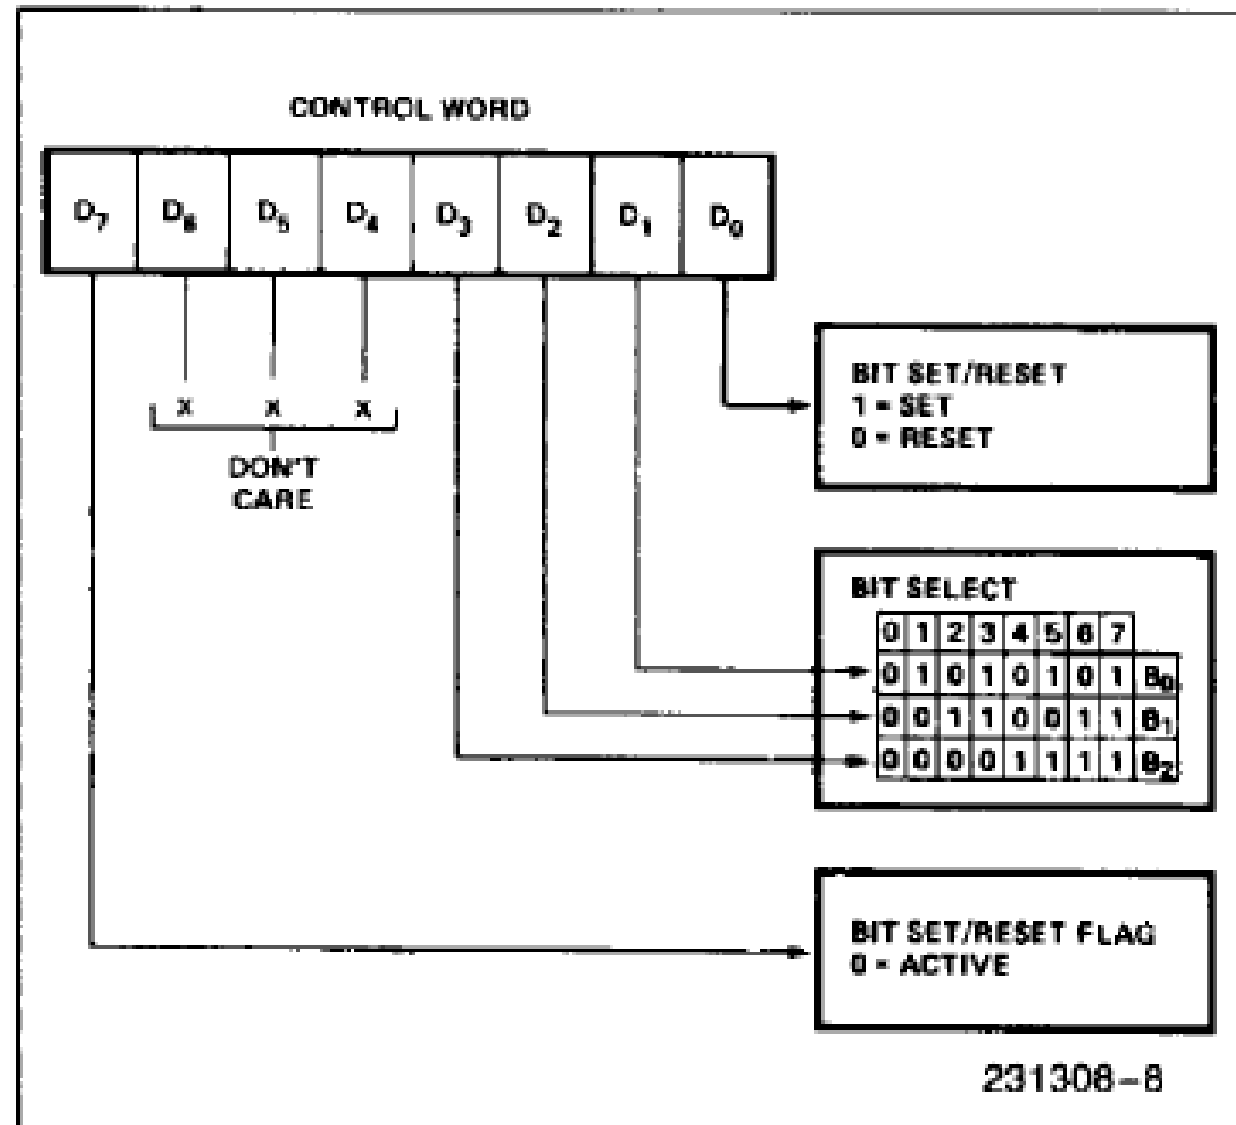 CONTROL WORD
D7 D6 D5 D4 D3 D2 D1 D0
BIT SET/RESET
1 = SET
0 = RESET
X X X
DON'T
CARE
BIT SELECT
0 1 2 3 4 5 6 7
0 1 0 1 0 1 0 1 B0
0 0 1 1 0 0 1 1 B1
0 0 0 0 1 1 1 1 B2
BIT SET/RESET FLAG
0 = ACTIVE
231308-8